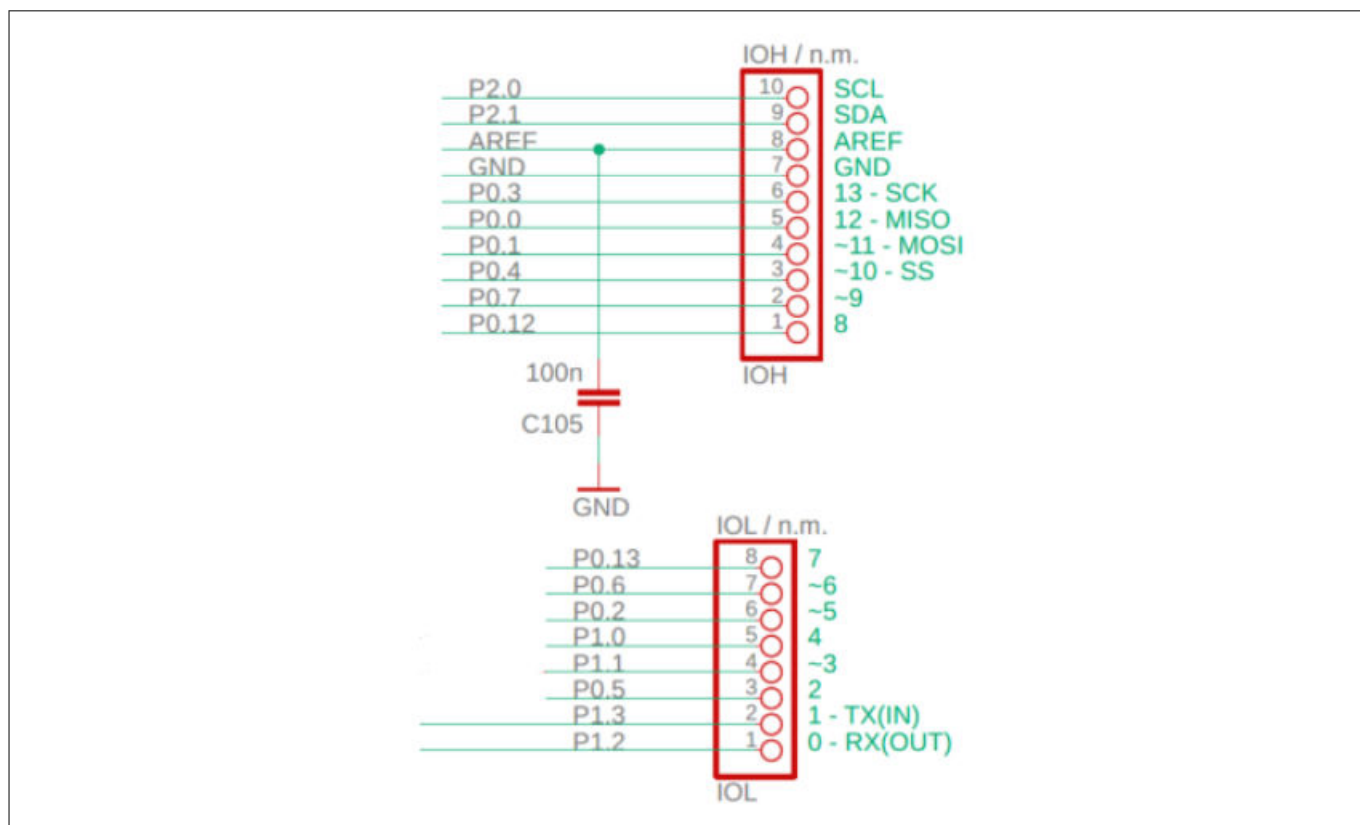 IOH / n.m.
P2.0 10 SCL
P2.1 9 SDA
AREF 8 AREF
GND 7 GND
P0.3 6 13 - SCK
P0.0 5 12 - MISO
P0.1 4 ~11 - MOSI
P0.4 3 ~10 - SS
P0.7 2 ~9
P0.12 1 8
100n IOH
C105
GND
IOL / n.m.
P0.13 8 7
P0.6 7 ~6
P0.2 6 ~5
P1.0 5 4
P1.1 4 ~3
P0.5 3 2
P1.3 2 1 - TX(IN)
P1.2 1 0 - RX(OUT)
IOL